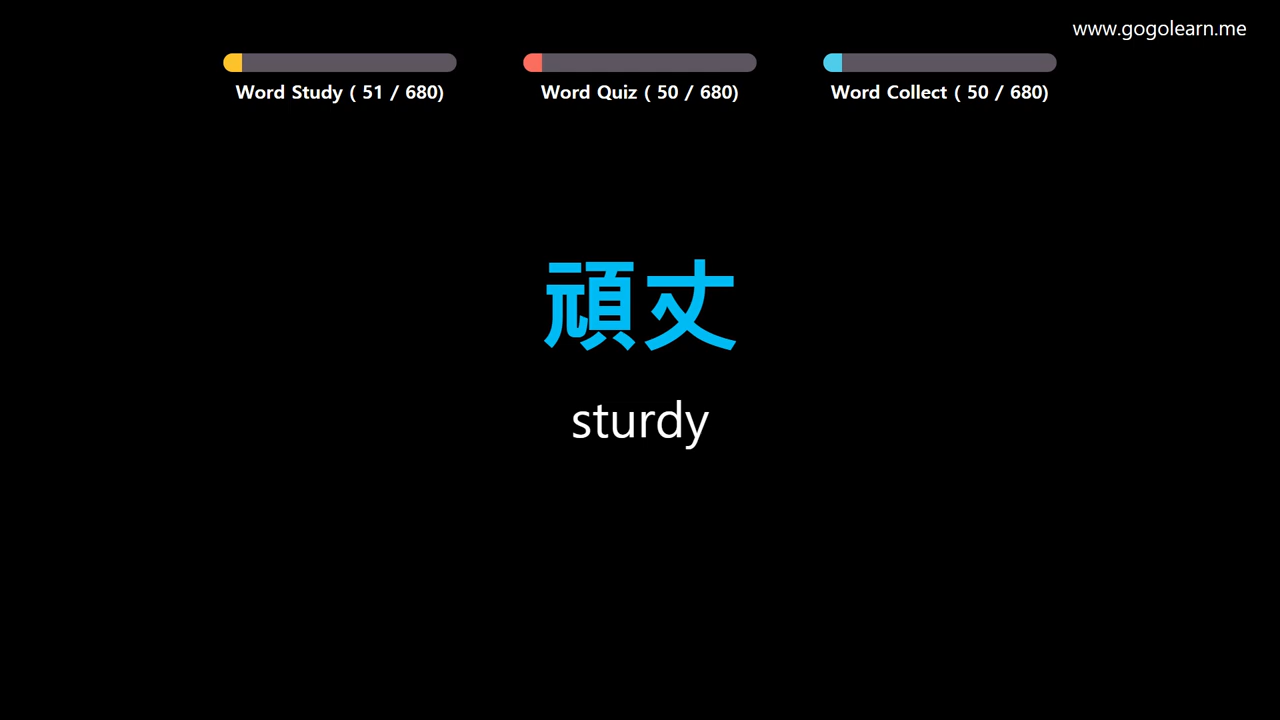 www.gogolearn.me
Word Study ( 51 / 680)
Word Quiz ( 50 / 680)
Word Collect ( 50 / 680)
頑丈
sturdy